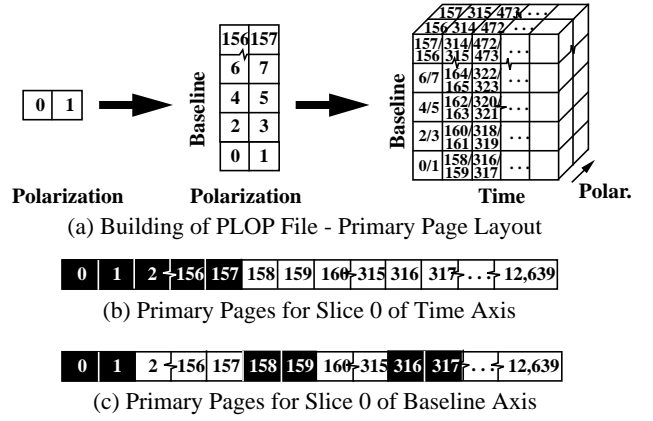 157 315 473 . . .
156 314 472 . . .
156 157
157/ 314/ 472/ . . .
156 315 473
6 7
6/7 164/ 322/ . . .
165 323
0 1
4 5
4/5 162/ 320/ . . .
163 321
2 3
2/3 160/ 318/ . . .
161 319
0 1
0/1 158/ 316/ . . .
159 317
Baseline
Baseline
Polarization Polarization Time Polar.
(a) Building of PLOP File - Primary Page Layout
0 1 2 156 157 158 159 160 315 316 317 . . . 12,639
(b) Primary Pages for Slice 0 of Time Axis
0 1 2 156 157 158 159 160 315 316 317 . . . 12,639
(c) Primary Pages for Slice 0 of Baseline Axis